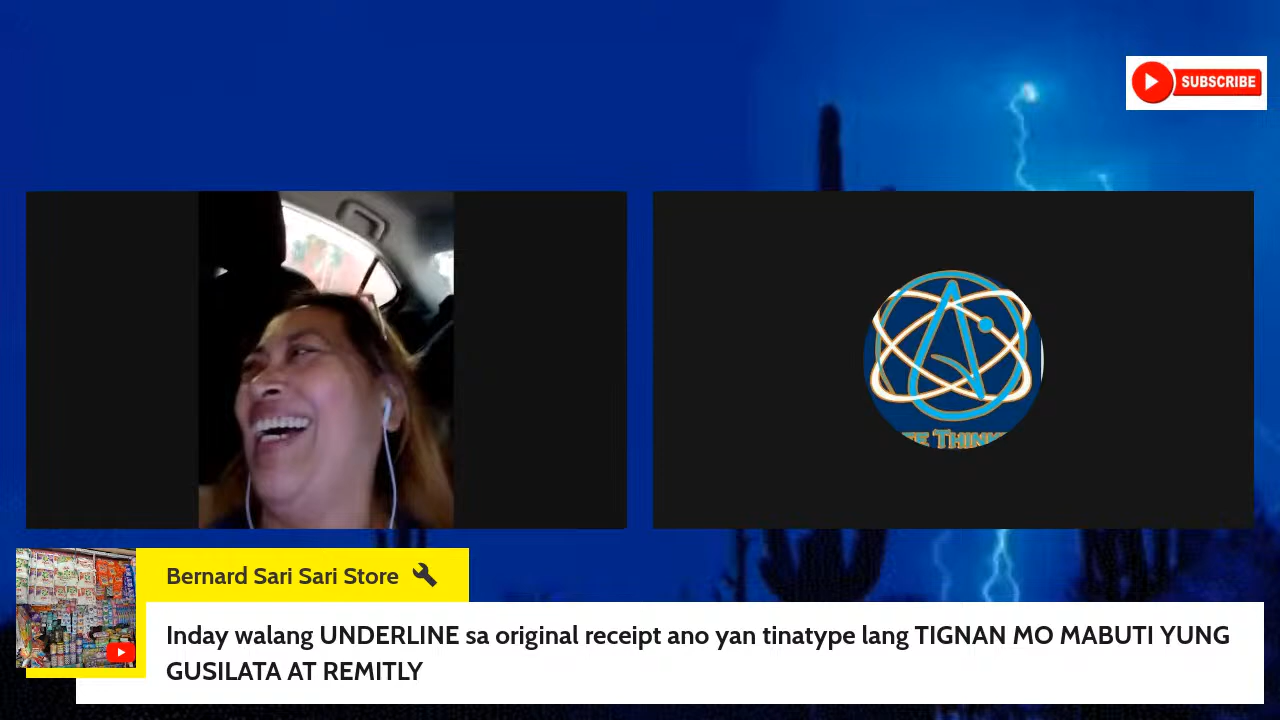 SUBSCRIBE
Bernard Sari Sari Store
Inday walang UNDERLINE sa original receipt ano yan tinatype lang TIGNAN MO MABUTI YUNG
GUSILATA AT REMITLY